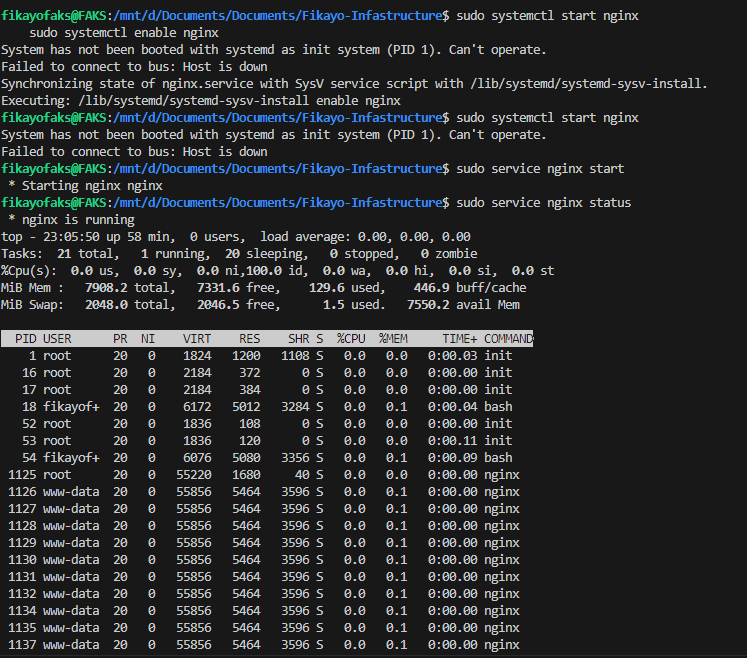 fikayofaks@FAKS:/mnt/d/Documents/Documents/Fikayo-Infastructure$ sudo systemctl start nginx
    sudo systemctl enable nginx
System has not been booted with systemd as init system (PID 1). Can't operate.
Failed to connect to bus: Host is down
Synchronizing state of nginx.service with SysV service script with /lib/systemd/systemd-sysv-install.
Executing: /lib/systemd/systemd-sysv-install enable nginx
fikayofaks@FAKS:/mnt/d/Documents/Documents/Fikayo-Infastructure$ sudo systemctl start nginx
System has not been booted with systemd as init system (PID 1). Can't operate.
Failed to connect to bus: Host is down
fikayofaks@FAKS:/mnt/d/Documents/Documents/Fikayo-Infastructure$ sudo service nginx start
 * Starting nginx nginx
fikayofaks@FAKS:/mnt/d/Documents/Documents/Fikayo-Infastructure$ sudo service nginx status
 * nginx is running
top - 23:05:50 up 58 min,  0 users,  load average: 0.00, 0.00, 0.00
Tasks:  21 total,   1 running,  20 sleeping,   0 stopped,   0 zombie
%Cpu(s):  0.0 us,  0.0 sy,  0.0 ni,100.0 id,  0.0 wa,  0.0 hi,  0.0 si,  0.0 st
MiB Mem :   7908.2 total,   7331.6 free,    129.6 used,    446.9 buff/cache
MiB Swap:   2048.0 total,   2046.5 free,      1.5 used.   7550.2 avail Mem
  PID USER      PR  NI    VIRT    RES    SHR S  %CPU  %MEM     TIME+ COMMAND
    1 root      20   0    1824   1200   1108 S   0.0   0.0   0:00.03 init
   16 root      20   0    2184    372      0 S   0.0   0.0   0:00.00 init
   17 root      20   0    2184    384      0 S   0.0   0.0   0:00.00 init
   18 fikayof+  20   0    6172   5012   3284 S   0.0   0.1   0:00.04 bash
   52 root      20   0    1836    108      0 S   0.0   0.0   0:00.00 init
   53 root      20   0    1836    120      0 S   0.0   0.0   0:00.11 init
   54 fikayof+  20   0    6076   5080   3356 S   0.0   0.1   0:00.09 bash
 1125 root      20   0   55220   1680     40 S   0.0   0.0   0:00.00 nginx
 1126 www-data  20   0   55856   5464   3596 S   0.0   0.1   0:00.00 nginx
 1127 www-data  20   0   55856   5464   3596 S   0.0   0.1   0:00.00 nginx
 1128 www-data  20   0   55856   5464   3596 S   0.0   0.1   0:00.00 nginx
 1129 www-data  20   0   55856   5464   3596 S   0.0   0.1   0:00.00 nginx
 1130 www-data  20   0   55856   5464   3596 S   0.0   0.1   0:00.00 nginx
 1131 www-data  20   0   55856   5464   3596 S   0.0   0.1   0:00.00 nginx
 1132 www-data  20   0   55856   5464   3596 S   0.0   0.1   0:00.00 nginx
 1134 www-data  20   0   55856   5464   3596 S   0.0   0.1   0:00.00 nginx
 1135 www-data  20   0   55856   5464   3596 S   0.0   0.1   0:00.00 nginx
 1137 www-data  20   0   55856   5464   3596 S   0.0   0.1   0:00.00 nginx